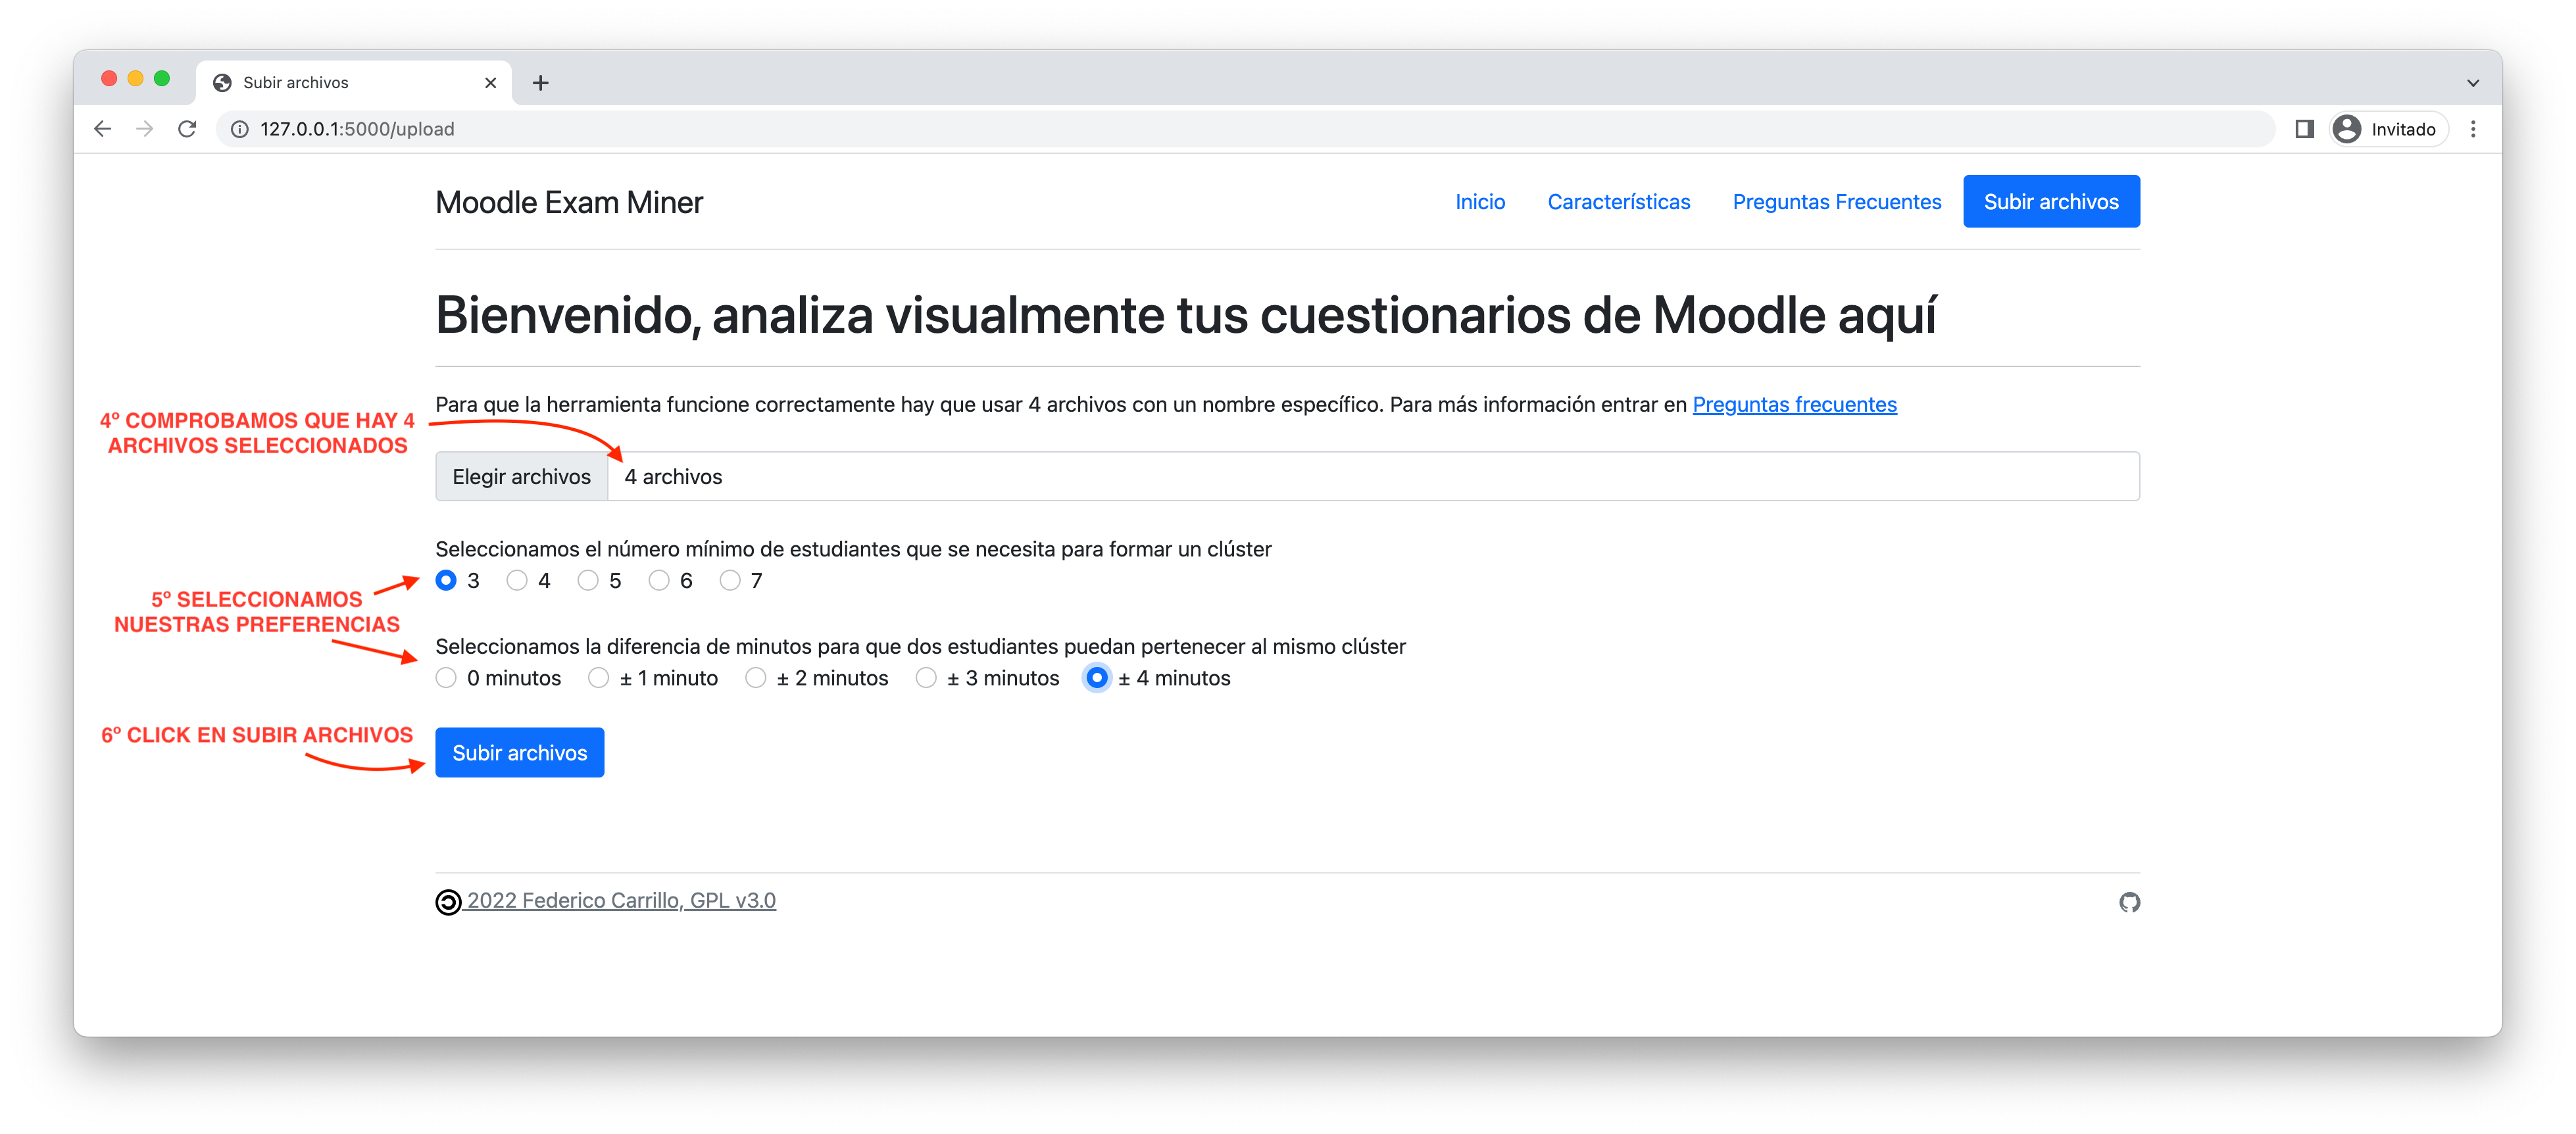 Subir archivos
127.0.0.1:5000/upload
Invitado
Moodle Exam Miner
Inicio
Características
Preguntas Frecuentes
Subir archivos
Bienvenido, analiza visualmente tus cuestionarios de Moodle aquí
Para que la herramienta funcione correctamente hay que usar 4 archivos con un nombre específico. Para más información entrar en Preguntas frecuentes
4º COMPROBAMOS QUE HAY 4
ARCHIVOS SELECCIONADOS
Elegir archivos 4 archivos
Seleccionamos el número mínimo de estudiantes que se necesita para formar un clúster
3 4 5 6 7
5º SELECCIONAMOS
NUESTRAS PREFERENCIAS
Seleccionamos la diferencia de minutos para que dos estudiantes puedan pertenecer al mismo clúster
0 minutos ± 1 minuto ± 2 minutos ± 3 minutos ± 4 minutos
6º CLICK EN SUBIR ARCHIVOS
Subir archivos
2022 Federico Carrillo, GPL v3.0